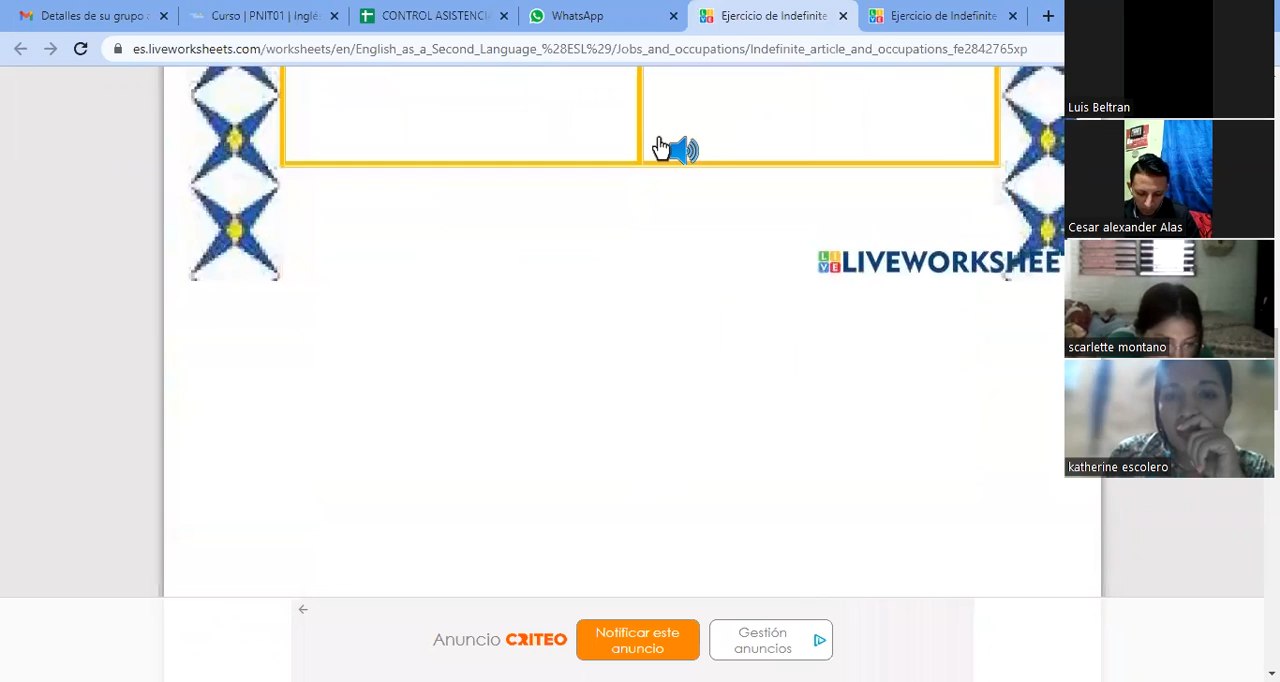 Detalles de su grupo
Curso | PNIT01 | Inglé
CONTROL ASISTENCI
WhatsApp
Ejercicio de Indefinite
Ejercicio de Indefinite
es.liveworksheets.com/worksheets/en/English_as_a_Second_Language_%28ESL%29/Jobs_and_occupations/Indefinite_article_and_occupations_fe2842765xp
Luis Beltran
Cesar alexander Alas
LIVE LIVEWORKSHEE
scarlette montano
katherine escolero
Anuncio CRITEO
Notificar este
anuncio
Gestión
anuncios